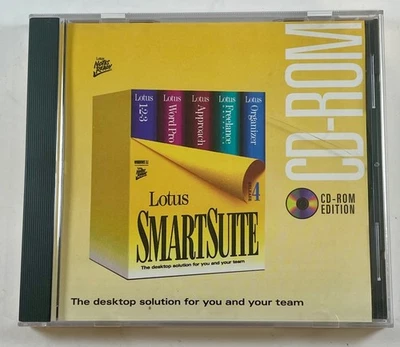 CD-ROM
Lotus
1-2-3
Lotus
Word Pro
Lotus
Approach
Lotus
Freelance
Lotus
Organizer
4
Lotus
SMARTSUITE
The desktop solution for you and your team
CD-ROM
EDITION
The desktop solution for you and your team